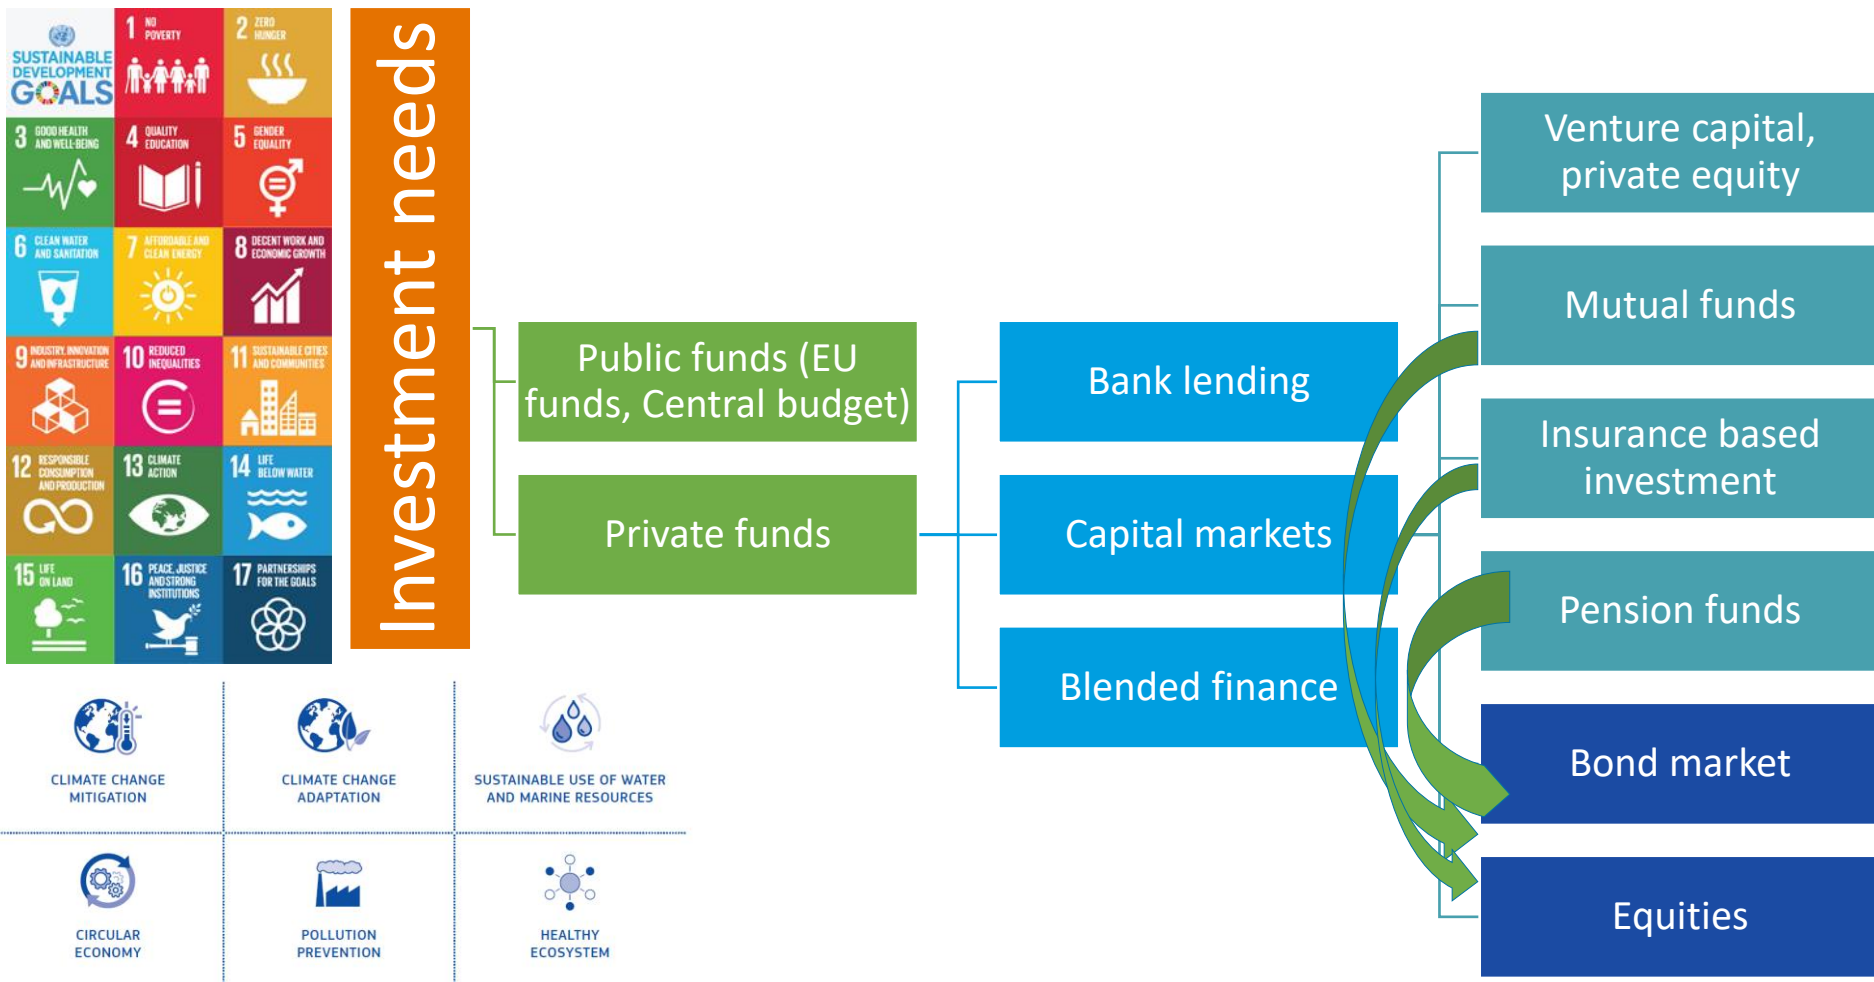 SUSTAINABLE
DEVELOPMENT
GOALS
1 NO
POVERTY
2 ZERO
HUNGER
3 GOOD HEALTH
AND WELL-BEING
4 QUALITY
EDUCATION
5 GENDER
EQUALITY
6 CLEAN WATER
AND SANITATION
7 AFFORDABLE AND
CLEAN ENERGY
8 DECENT WORK AND
ECONOMIC GROWTH
9 INDUSTRY, INNOVATION
AND INFRASTRUCTURE
10 REDUCED
INEQUALITIES
11 SUSTAINABLE CITIES
AND COMMUNITIES
12 RESPONSIBLE
CONSUMPTION
AND PRODUCTION
13 CLIMATE
ACTION
14 LIFE
BELOW WATER
15 LIFE
ON LAND
16 PEACE, JUSTICE
AND STRONG
INSTITUTIONS
17 PARTNERSHIPS
FOR THE GOALS
Investment needs
Public funds (EU
funds, Central budget)
Private funds
Bank lending
Capital markets
Blended finance
Venture capital,
private equity
Mutual funds
Insurance based
investment
Pension funds
Bond market
Equities
CLIMATE CHANGE
MITIGATION
CLIMATE CHANGE
ADAPTATION
SUSTAINABLE USE OF WATER
AND MARINE RESOURCES
CIRCULAR
ECONOMY
POLLUTION
PREVENTION
HEALTHY
ECOSYSTEM